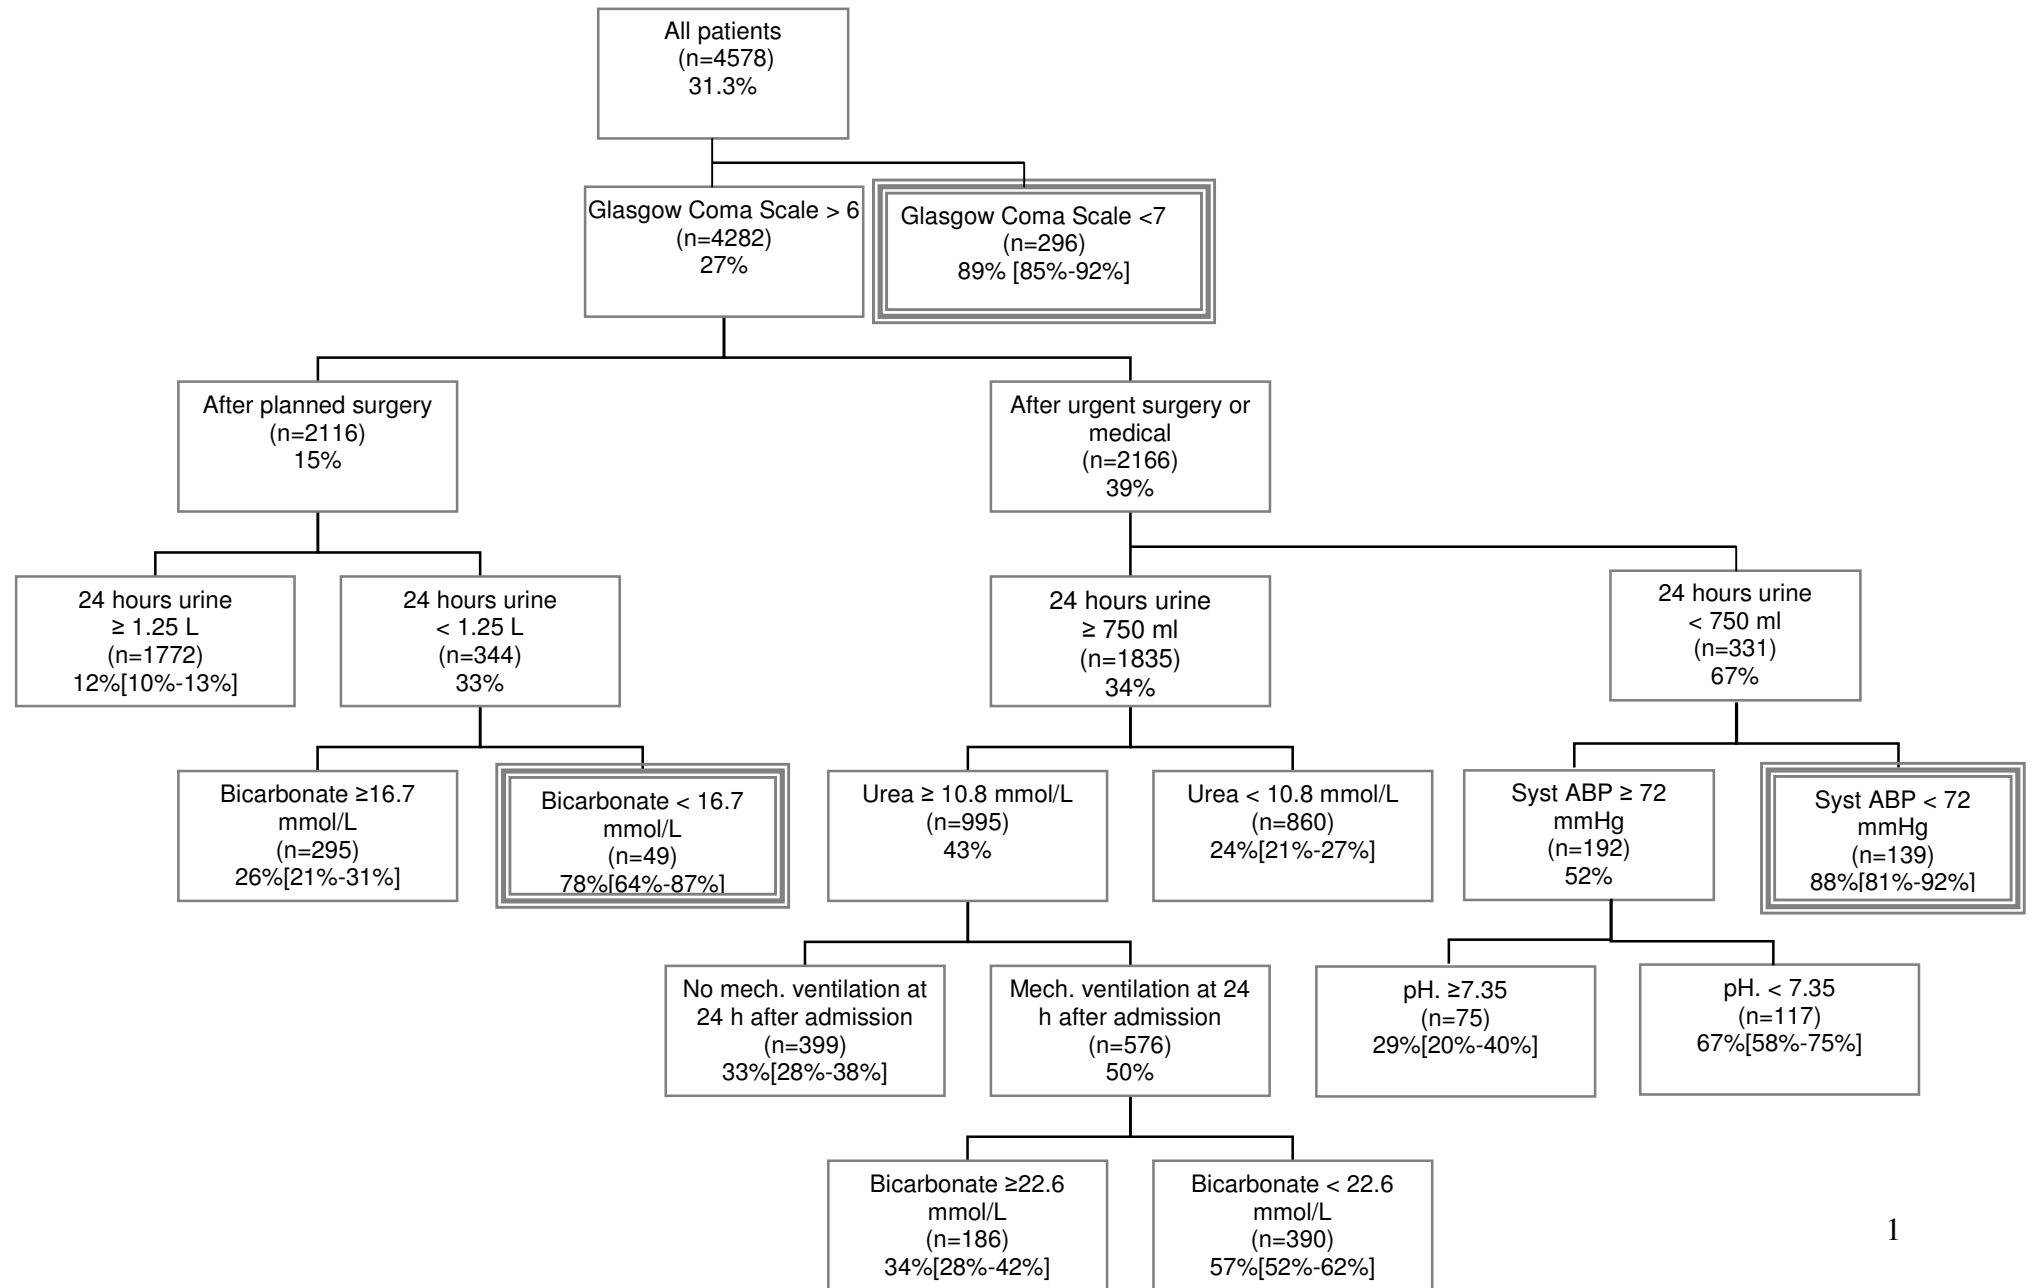 All patients
(n=4578)
31.3%
Glasgow Coma Scale > 6
(n=4282)
27%
Glasgow Coma Scale <7
(n=296)
89% [85%-92%]
After planned surgery
(n=2116)
15%
After urgent surgery or
medical
(n=2166)
39%
24 hours urine
≥ 1.25 L
(n=1772)
12%[10%-13%]
24 hours urine
< 1.25 L
(n=344)
33%
24 hours urine
≥ 750 ml
(n=1835)
34%
24 hours urine
< 750 ml
(n=331)
67%
Bicarbonate ≥16.7
mmol/L
(n=295)
26%[21%-31%]
Bicarbonate < 16.7
mmol/L
(n=49)
78%[64%-87%]
Urea ≥ 10.8 mmol/L
(n=995)
43%
Urea < 10.8 mmol/L
(n=860)
24%[21%-27%]
Syst ABP ≥ 72
mmHg
(n=192)
52%
Syst ABP < 72
mmHg
(n=139)
88%[81%-92%]
No mech. ventilation at
24 h after admission
(n=399)
33%[28%-38%]
Mech. ventilation at 24
h after admission
(n=576)
50%
pH. ≥7.35
(n=75)
29%[20%-40%]
pH. < 7.35
(n=117)
67%[58%-75%]
Bicarbonate ≥22.6
mmol/L
(n=186)
34%[28%-42%]
Bicarbonate < 22.6
mmol/L
(n=390)
57%[52%-62%]
1